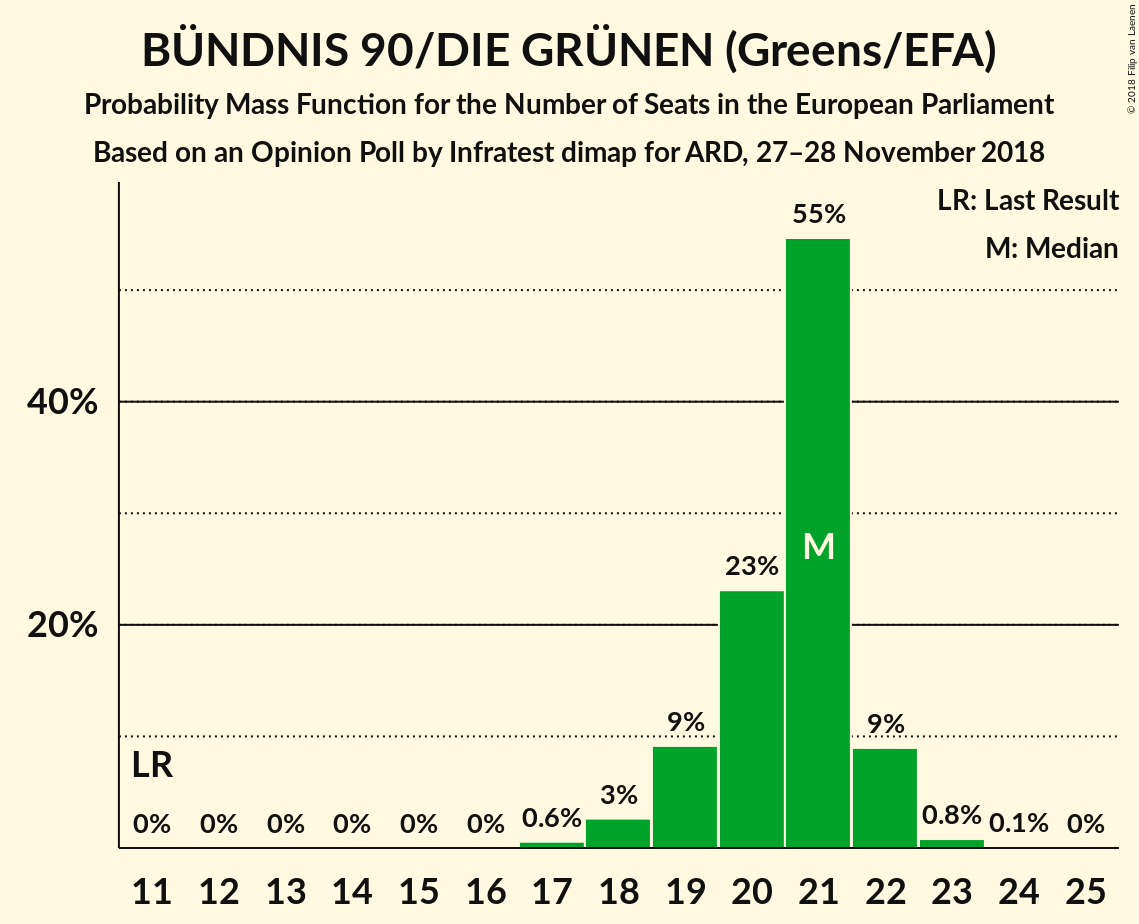 BÜNDNIS 90/DIE GRÜNEN (Greens/EFA)
Probability Mass Function for the Number of Seats in the European Parliament
Based on an Opinion Poll by Infratest dimap for ARD, 27–28 November 2018
© 2018 Filip van Laenen
LR: Last Result
M: Median
55%
40%
M
23%
20%
9%
9%
LR
3%
0% 0% 0% 0% 0% 0% 0.6% 0.8% 0.1% 0%
11 12 13 14 15 16 17 18 19 20 21 22 23 24 25